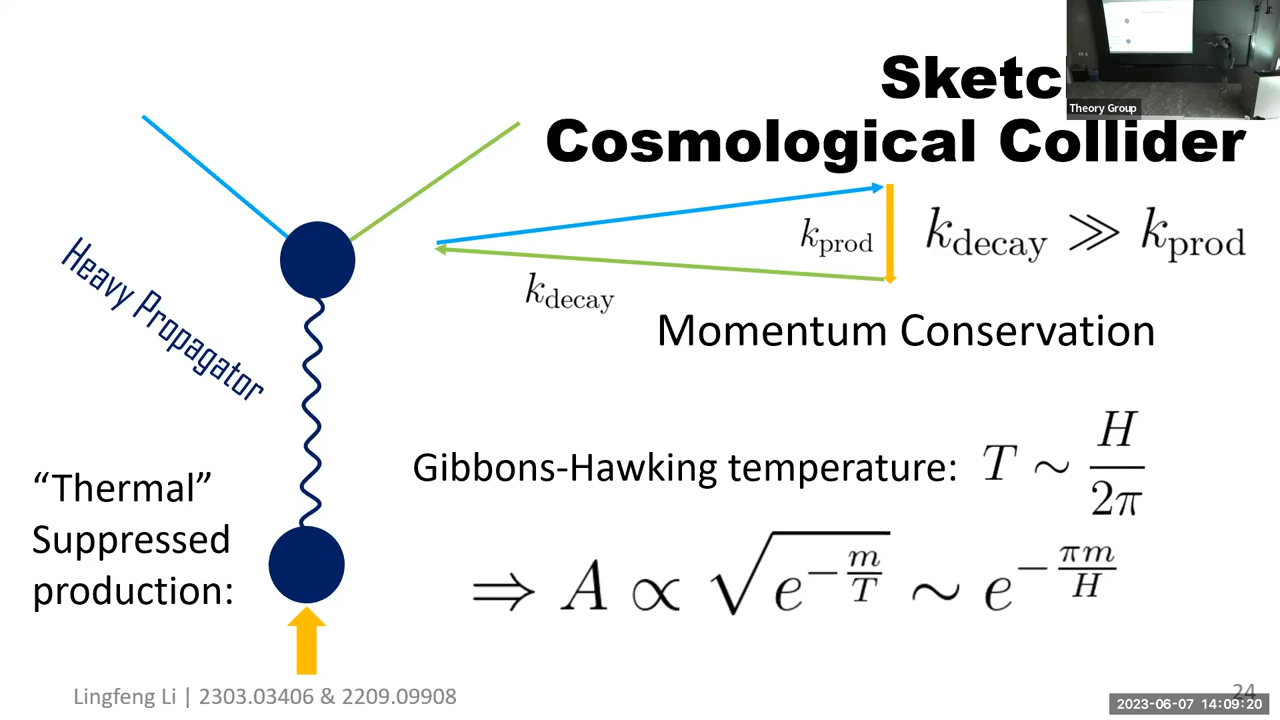 Sketc
Cosmological Collider
Theory Group
k_prod
k_decay ≫ k_prod
k_decay
Heavy Propagator
Momentum Conservation
Gibbons-Hawking temperature: T ∼ H/2π
“Thermal”
Suppressed
production:
⇒ A ∝ √(e^{−m/T}) ∼ e^{−πm/H}
Lingfeng Li | 2303.03406 & 2209.09908
24
2023-06-07 14:09:20